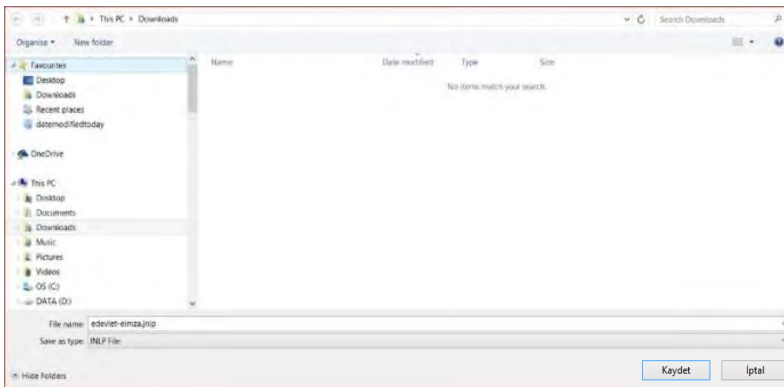 This PC
Downloads
Search Downloads
Organise
New folder
Favourites
Desktop
Downloads
Recent places
datemodifiedtoday
OneDrive
This PC
Desktop
Documents
Downloads
Music
Pictures
Videos
OS (C:)
DATA (D:)
Name
Date modified
Type
Size
No items match your search.
File name: edevlet-eimza.jnlp
Save as type: JNLP File
Hide Folders
Kaydet
İptal